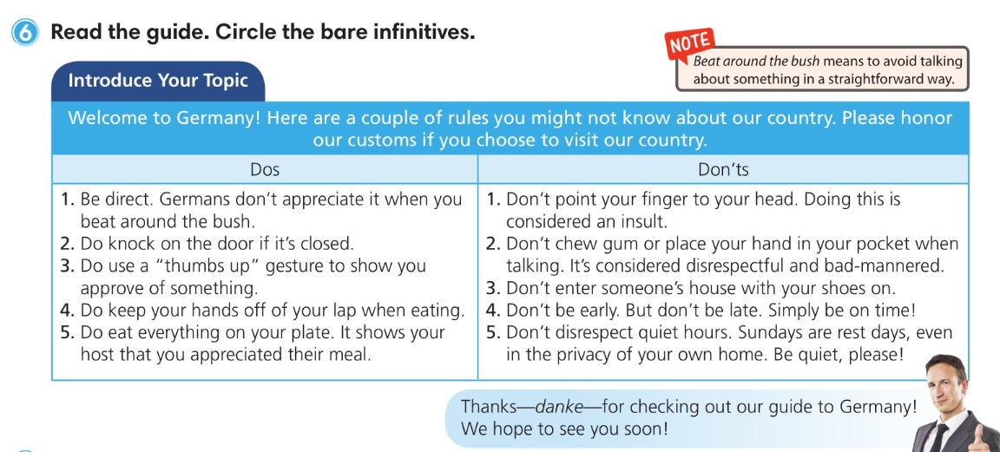 6 Read the guide. Circle the bare infinitives.
NOTE
Beat around the bush means to avoid talking
about something in a straightforward way.
Introduce Your Topic
Welcome to Germany! Here are a couple of rules you might not know about our country. Please honor
our customs if you choose to visit our country.
Dos
1. Be direct. Germans don't appreciate it when you
beat around the bush.
2. Do knock on the door if it's closed.
3. Do use a "thumbs up" gesture to show you
approve of something.
4. Do keep your hands off of your lap when eating.
5. Do eat everything on your plate. It shows your
host that you appreciated their meal.
Don'ts
1. Don't point your finger to your head. Doing this is
considered an insult.
2. Don't chew gum or place your hand in your pocket when
talking. It's considered disrespectful and bad-mannered.
3. Don't enter someone's house with your shoes on.
4. Don't be early. But don't be late. Simply be on time!
5. Don't disrespect quiet hours. Sundays are rest days, even
in the privacy of your own home. Be quiet, please!
Thanks—danke—for checking out our guide to Germany!
We hope to see you soon!